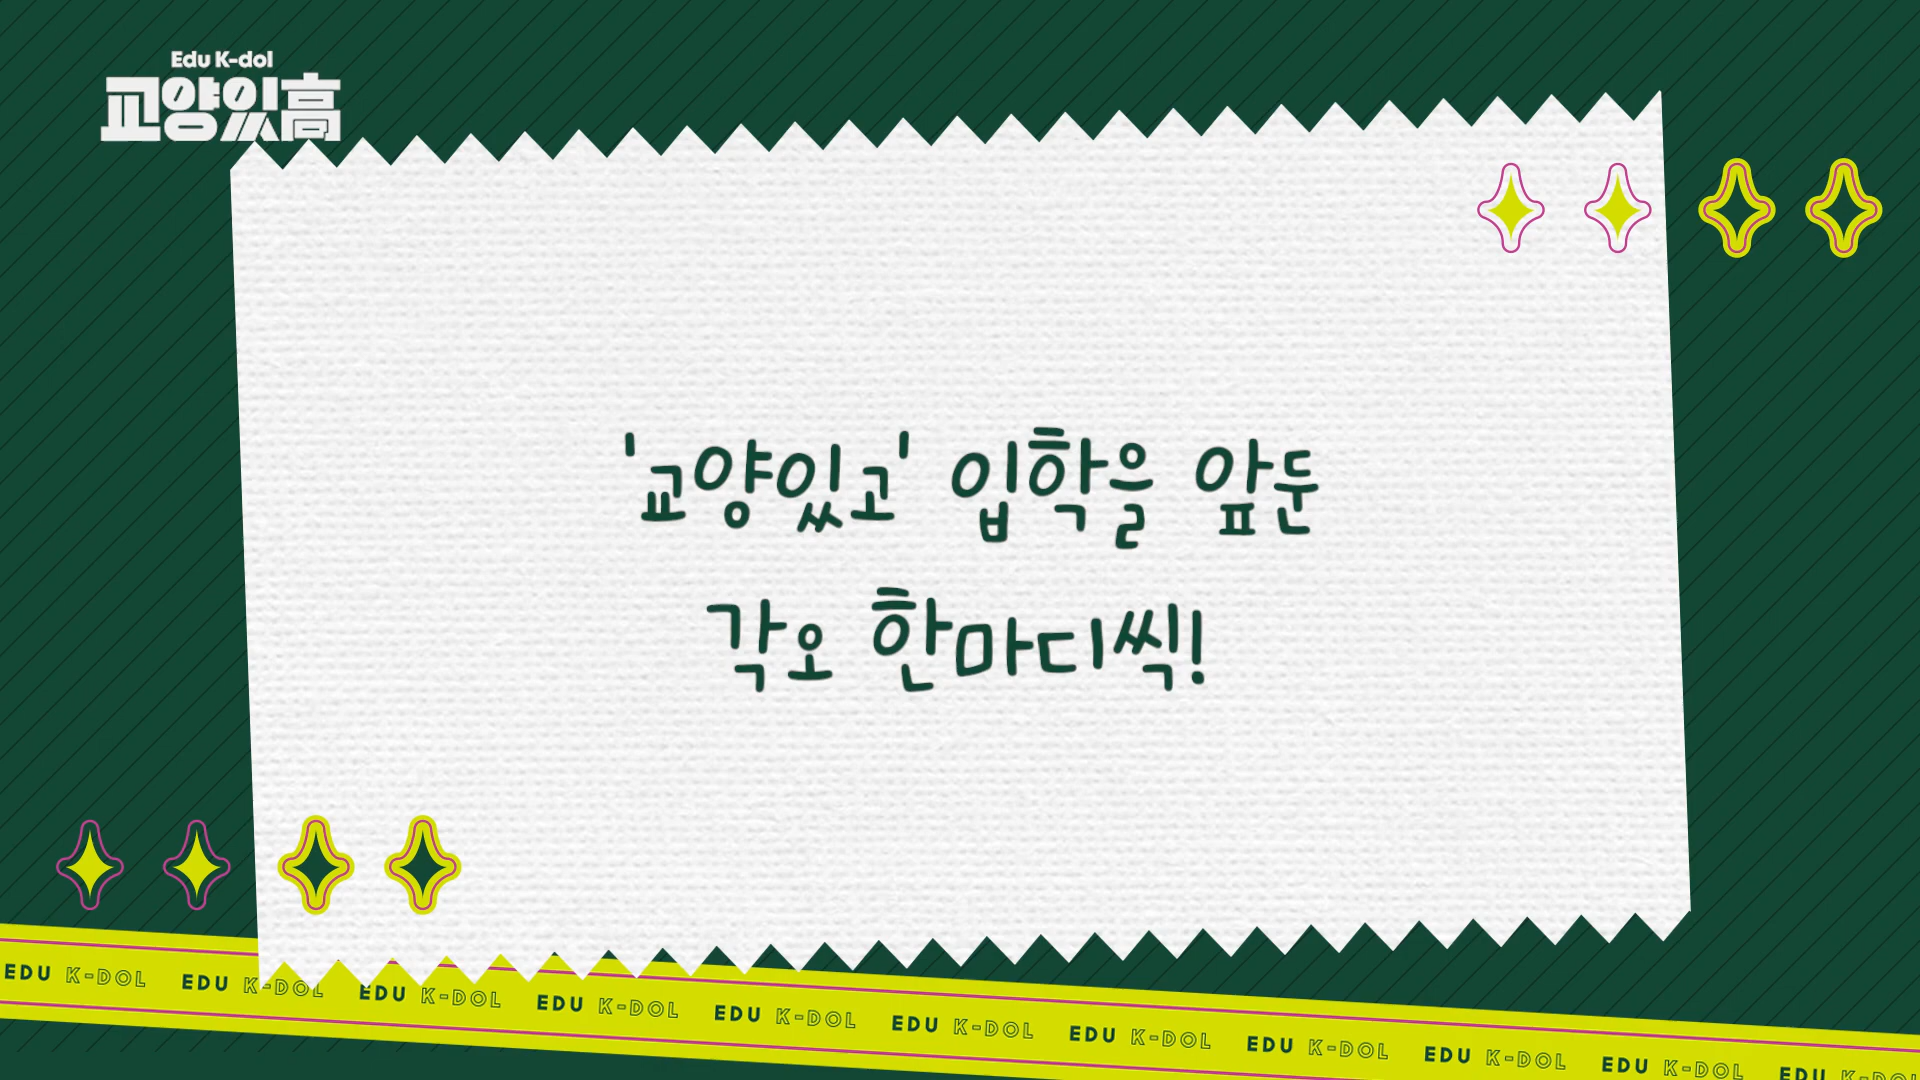 Edu K-dol
교양있高
'교양있고' 입학을 앞둔
각오 한마디씩!
EDU K-DOL EDU K-DOL EDU K-DOL EDU K-DOL EDU K-DOL EDU K-DOL EDU K-DOL EDU K-DOL EDU K-DOL EDU K-DOL EDU K-DOL